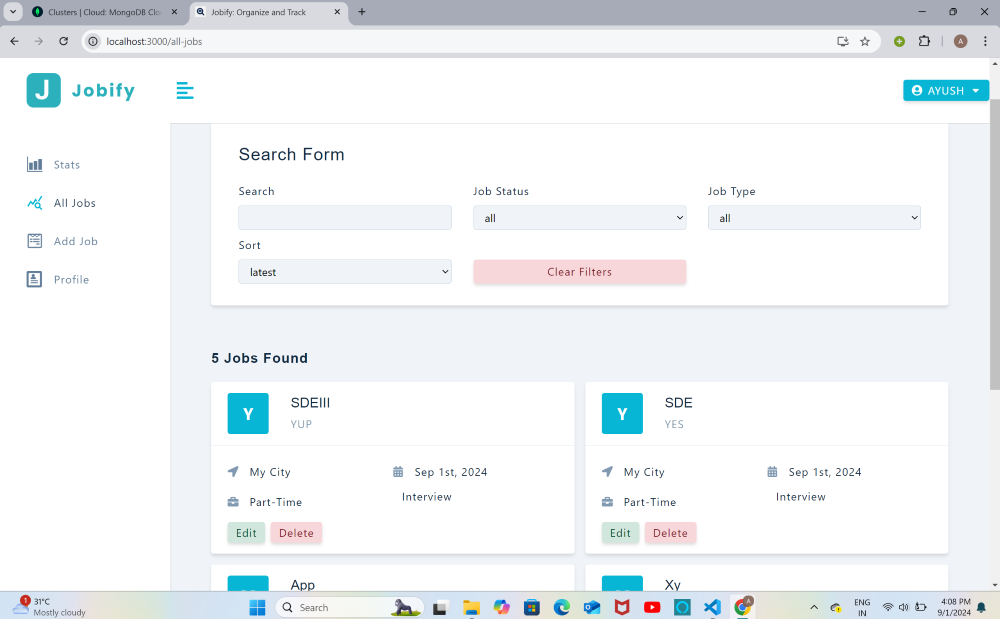 Clusters | Cloud: MongoDB Clo
Jobify: Organize and Track
localhost:3000/all-jobs
A
J
Jobify
AYUSH
Stats
All Jobs
Add Job
Profile
Search Form
Search
Job Status
Job Type
all
all
Sort
latest
Clear Filters
5 Jobs Found
Y
SDEIII
YUP
My City
Sep 1st, 2024
Part-Time
Interview
Edit
Delete
Y
SDE
YES
My City
Sep 1st, 2024
Part-Time
Interview
Edit
Delete
App
Xy
1
31°C
Mostly cloudy
Search
A
ENG
IN
4:08 PM
9/1/2024